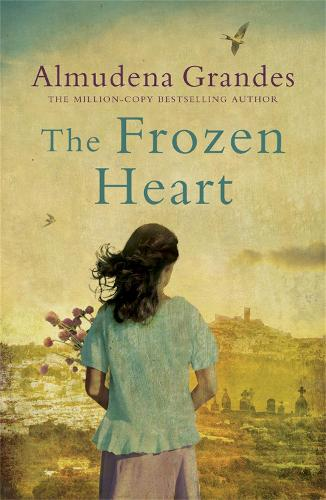 Almudena Grandes
THE MILLION-COPY BESTSELLING AUTHOR
The Frozen
Heart